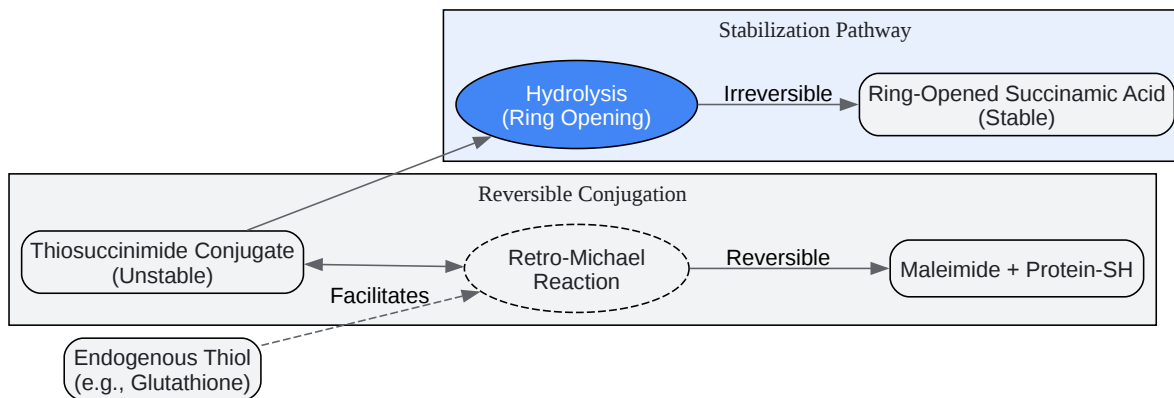 Stabilization Pathway
Hydrolysis
(Ring Opening)
Irreversible
Ring-Opened Succinamic Acid
(Stable)
Reversible Conjugation
Thiosuccinimide Conjugate
(Unstable)
Retro-Michael
Reaction
Reversible
Maleimide + Protein-SH
Facilitates
Endogenous Thiol
(e.g., Glutathione)